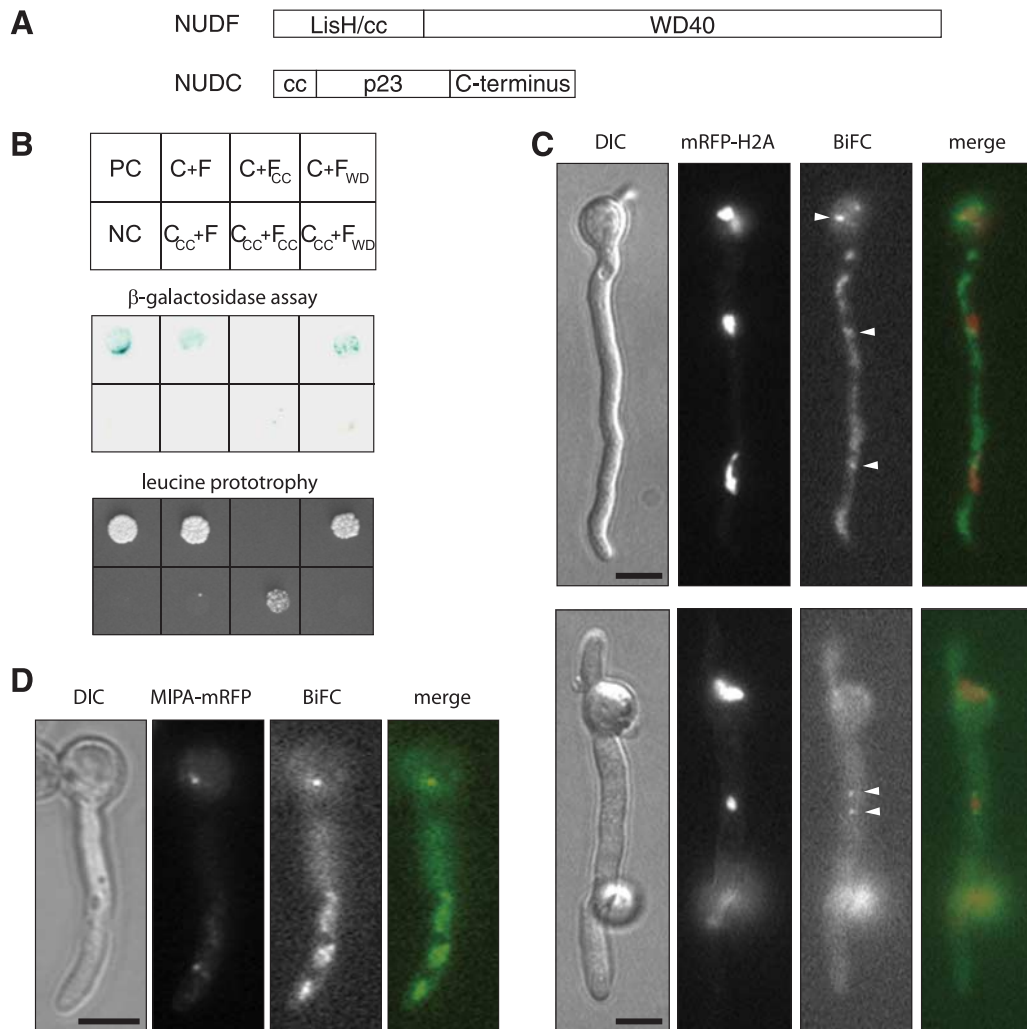 A
NUDF
LisH/cc
WD40
NUDC
cc
p23
C-terminus
B
PC
C+F
C+FCC
C+FWD
NC
CCC+F
CCC+FCC
CCC+FWD
β-galactosidase assay
leucine prototrophy
C
DIC
mRFP-H2A
BiFC
merge
D
DIC
MIPA-mRFP
BiFC
merge